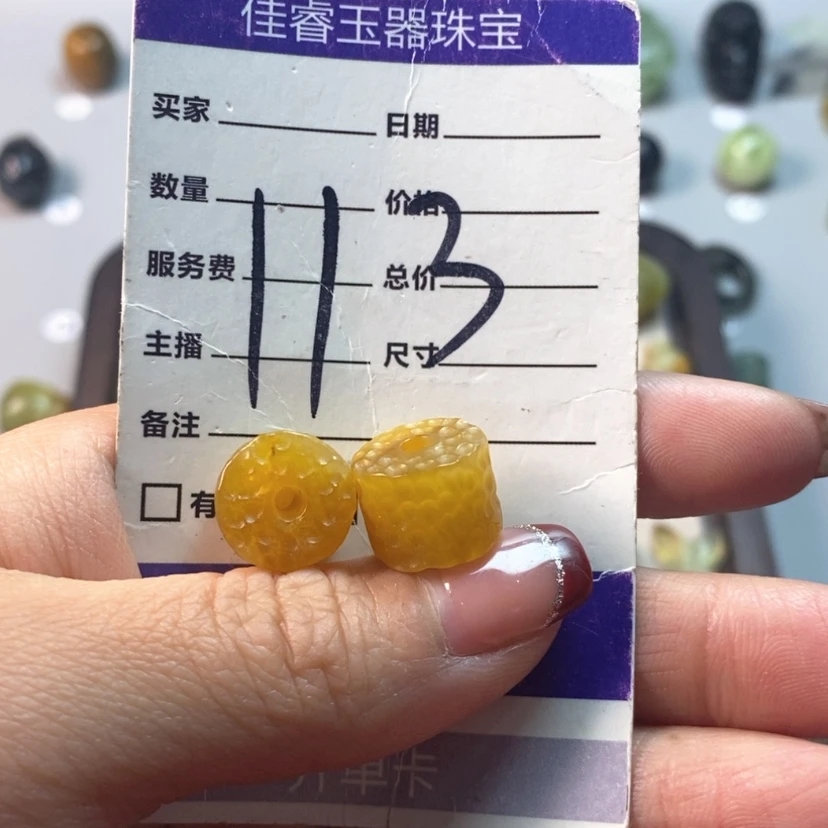 佳睿玉器珠宝
买家 日期
数量 价格
113
服务费 总价
主播 尺寸
备注
有